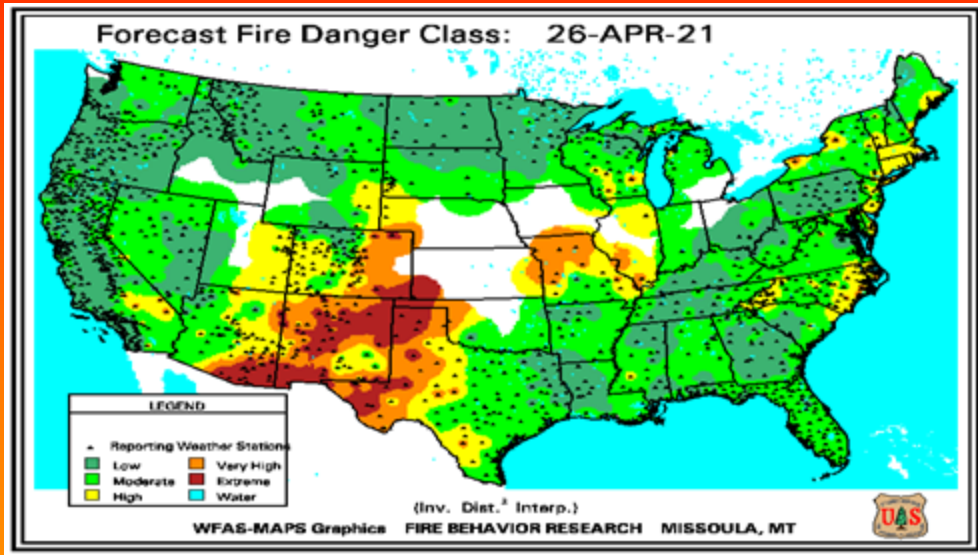 Forecast Fire Danger Class: 26-APR-21
LEGEND
Reporting Weather Stations
Low
Moderate
High
Very High
Extreme
Water
(Inv. Dist.² Interp.)
WFAS-MAPS Graphics FIRE BEHAVIOR RESEARCH MISSOULA, MT
UAS